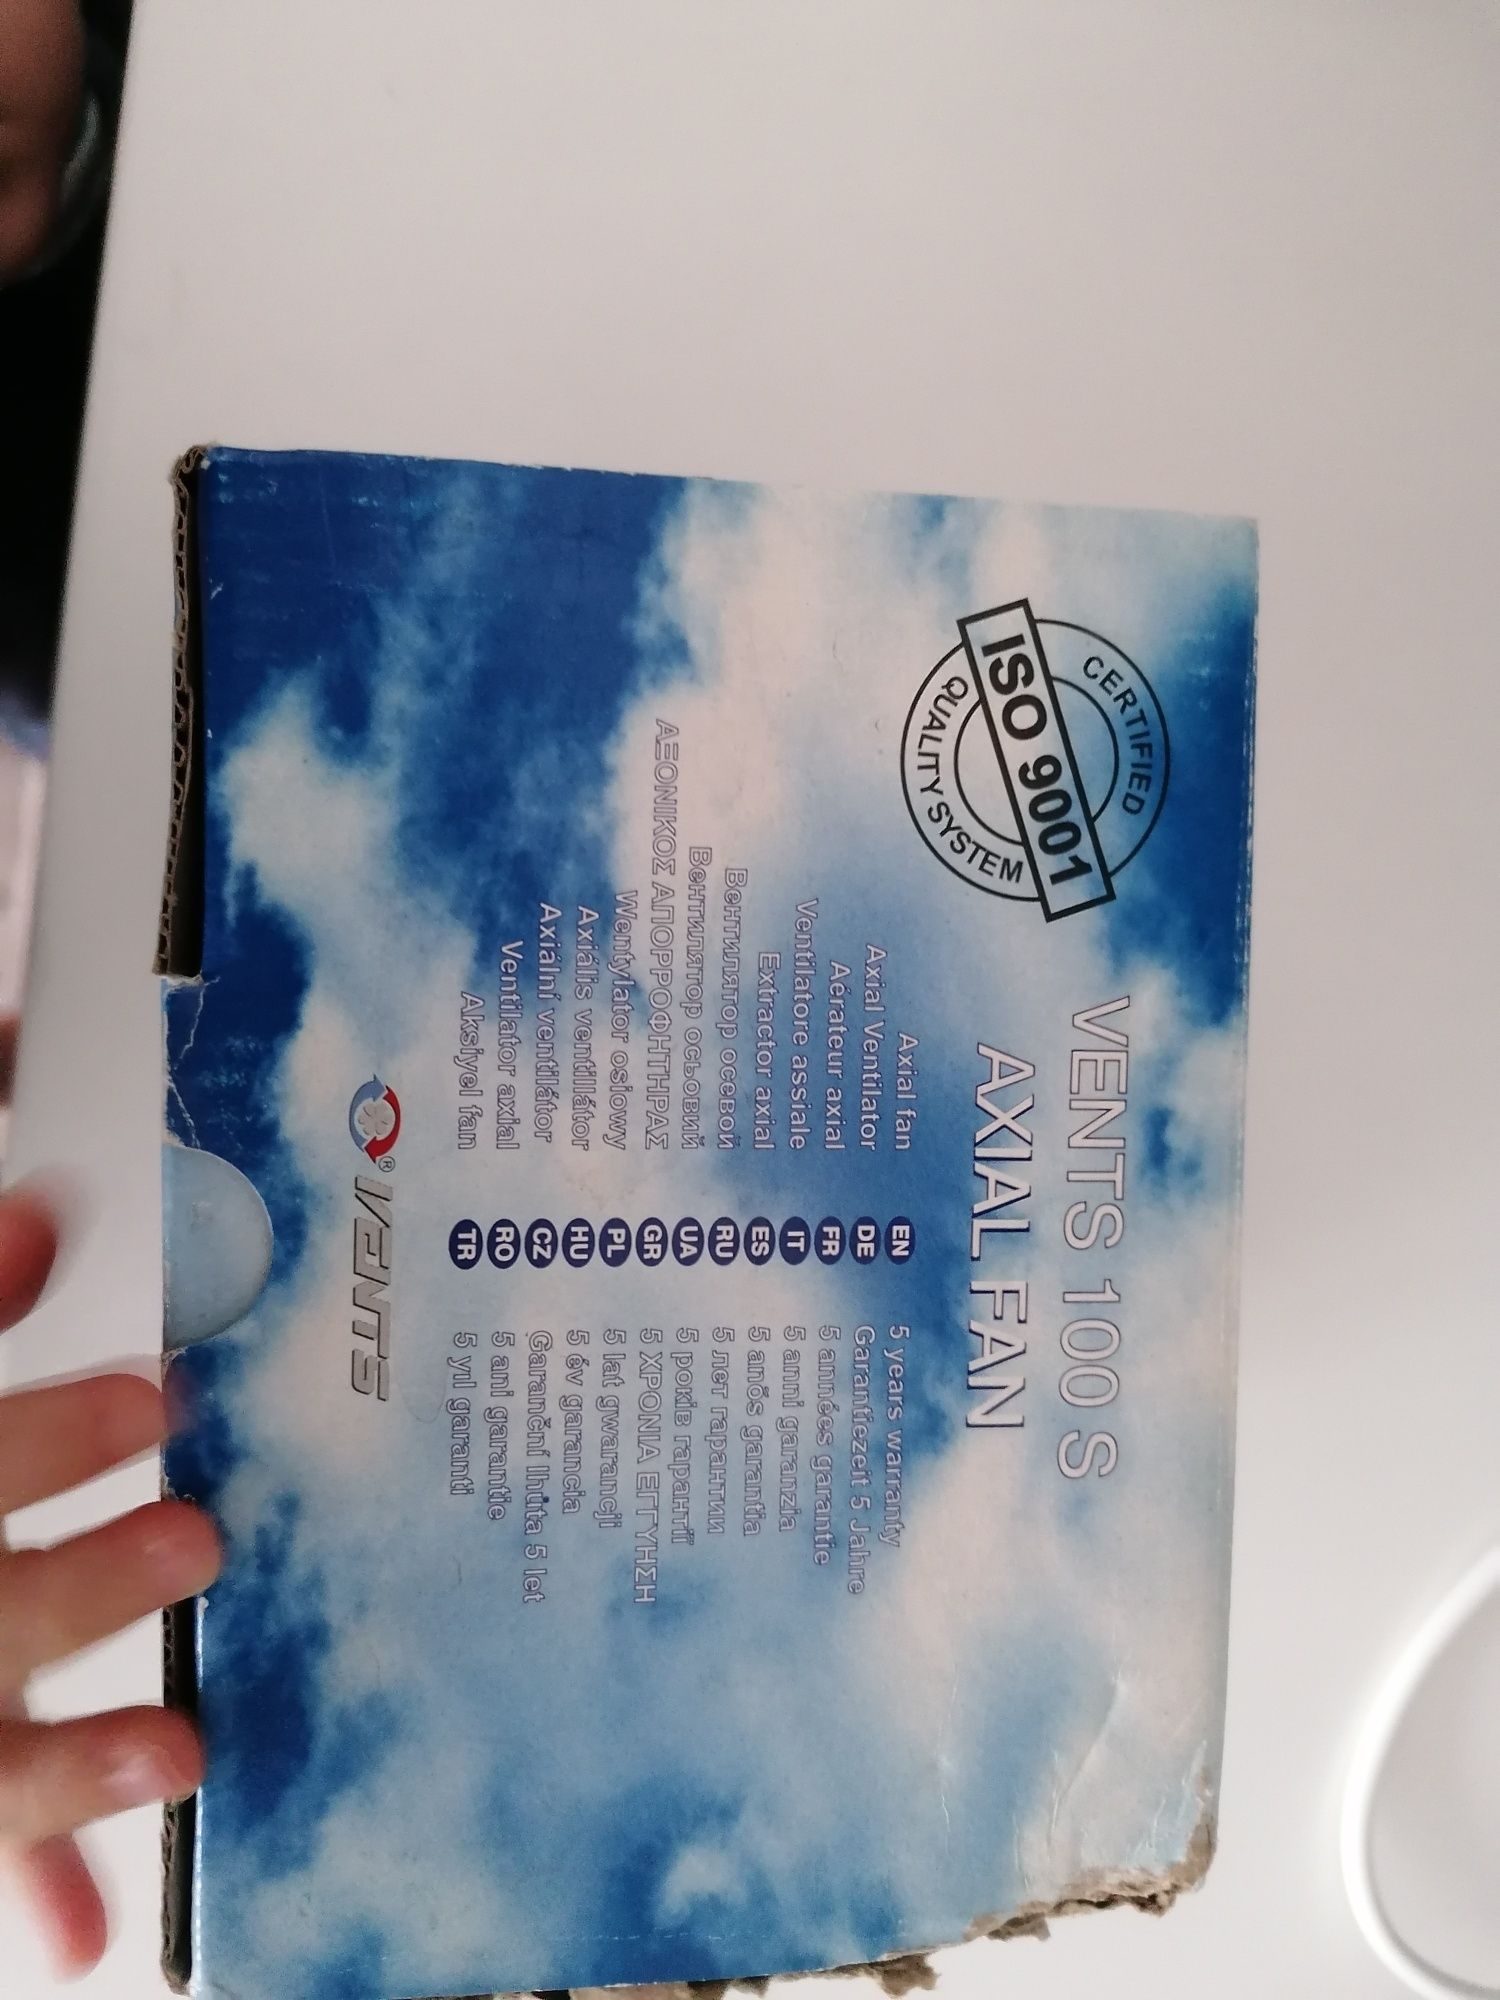 CERTIFIED
ISO 9001
QUALITY SYSTEM
VENTS 100 S
AXIAL FAN
Axial fan EN 5 years warranty
Axial Ventilator DE Garantiezeit 5 Jahre
Aérateur axial FR 5 années garantie
Ventilatore assiale IT 5 anni garanzia
Extractor axial ES 5 anõs garantia
Вентилятор осевой RU 5 лет гарантии
Вентилятор осьовий UA 5 років гарантії
ΑΞΟΝΙΚΟΣ ΑΠΟΡΡΟΦΗΤΗΡΑΣ GR 5 ΧΡΟΝΙΑ ΕΓΓΥΗΣΗ
Wentylator osiowy PL 5 lat gwarancji
Axiális ventillátor HU 5 év garancia
Axiální ventilátor CZ Garanční lhůta 5 let
Ventilator axial RO 5 ani garantie
Aksiyel fan TR 5 yıl garanti
® VENTS